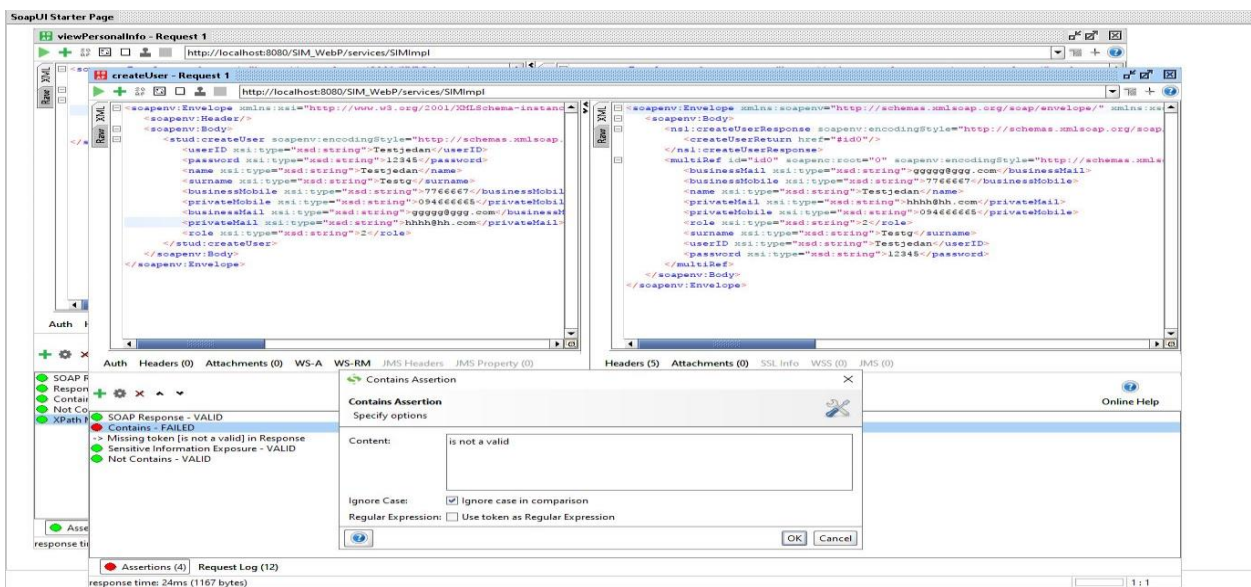 SoapUI Starter Page
viewPersonalInfo - Request 1
http://localhost:8080/SIM_WebP/services/SIMImpl
XML
Raw
createUser - Request 1
http://localhost:8080/SIM_WebP/services/SIMImpl
XML
Raw
<soapenv:Envelope xmlns:xsi="http://www.w3.org/2001/XMLSchema-instanc
<soapenv:Header/>
<soapenv:Body>
<stud:createUser soapenv:encodingStyle="http://schemas.xmlsoap.
<userID xsi:type="xsd:string">Testjedan</userID>
<password xsi:type="xsd:string">12345</password>
<name xsi:type="xsd:string">Testjedan</name>
<surname xsi:type="xsd:string">Testg</surname>
<businessMobile xsi:type="xsd:string">7766667</businessMobil
<privateMobile xsi:type="xsd:string">094666665</privateMobil
<businessMail xsi:type="xsd:string">ggggg@ggg.com</businessM
<privateMail xsi:type="xsd:string">hhhh@hh.com</privateMail>
<role xsi:type="xsd:string">2</role>
</stud:createUser>
</soapenv:Body>
</soapenv:Envelope>
XML
Raw
<soapenv:Envelope xmlns:soapenv="http://schemas.xmlsoap.org/soap/envelope/" xmlns:xs
<soapenv:Body>
<ns1:createUserResponse soapenv:encodingStyle="http://schemas.xmlsoap.org/soap
<createUserReturn href="#id0"/>
</ns1:createUserResponse>
<multiRef id="id0" soapenc:root="0" soapenv:encodingStyle="http://schemas.xmls
<businessMail xsi:type="xsd:string">ggggg@ggg.com</businessMail>
<businessMobile xsi:type="xsd:string">7766667</businessMobile>
<name xsi:type="xsd:string">Testjedan</name>
<privateMail xsi:type="xsd:string">hhhh@hh.com</privateMail>
<privateMobile xsi:type="xsd:string">094666665</privateMobile>
<role xsi:type="xsd:string">2</role>
<surname xsi:type="xsd:string">Testg</surname>
<userID xsi:type="xsd:string">Testjedan</userID>
<password xsi:type="xsd:string">12345</password>
</multiRef>
</soapenv:Body>
</soapenv:Envelope>
Auth
Auth Headers (0) Attachments (0) WS-A WS-RM JMS Headers JMS Property (0)
Headers (5) Attachments (0) SSL Info WSS (0) JMS (0)
SOAP R
Respon
Contain
Not Co
XPath M
SOAP Response - VALID
Contains - FAILED
-> Missing token [is not a valid] in Response
Sensitive Information Exposure - VALID
Not Contains - VALID
Online Help
Contains Assertion
Contains Assertion
Specify options
Content:
is not a valid
Ignore Case:
Ignore case in comparison
Regular Expression:
Use token as Regular Expression
OK
Cancel
Asse
response ti
Assertions (4) Request Log (12)
response time: 24ms (1167 bytes)
1 : 1